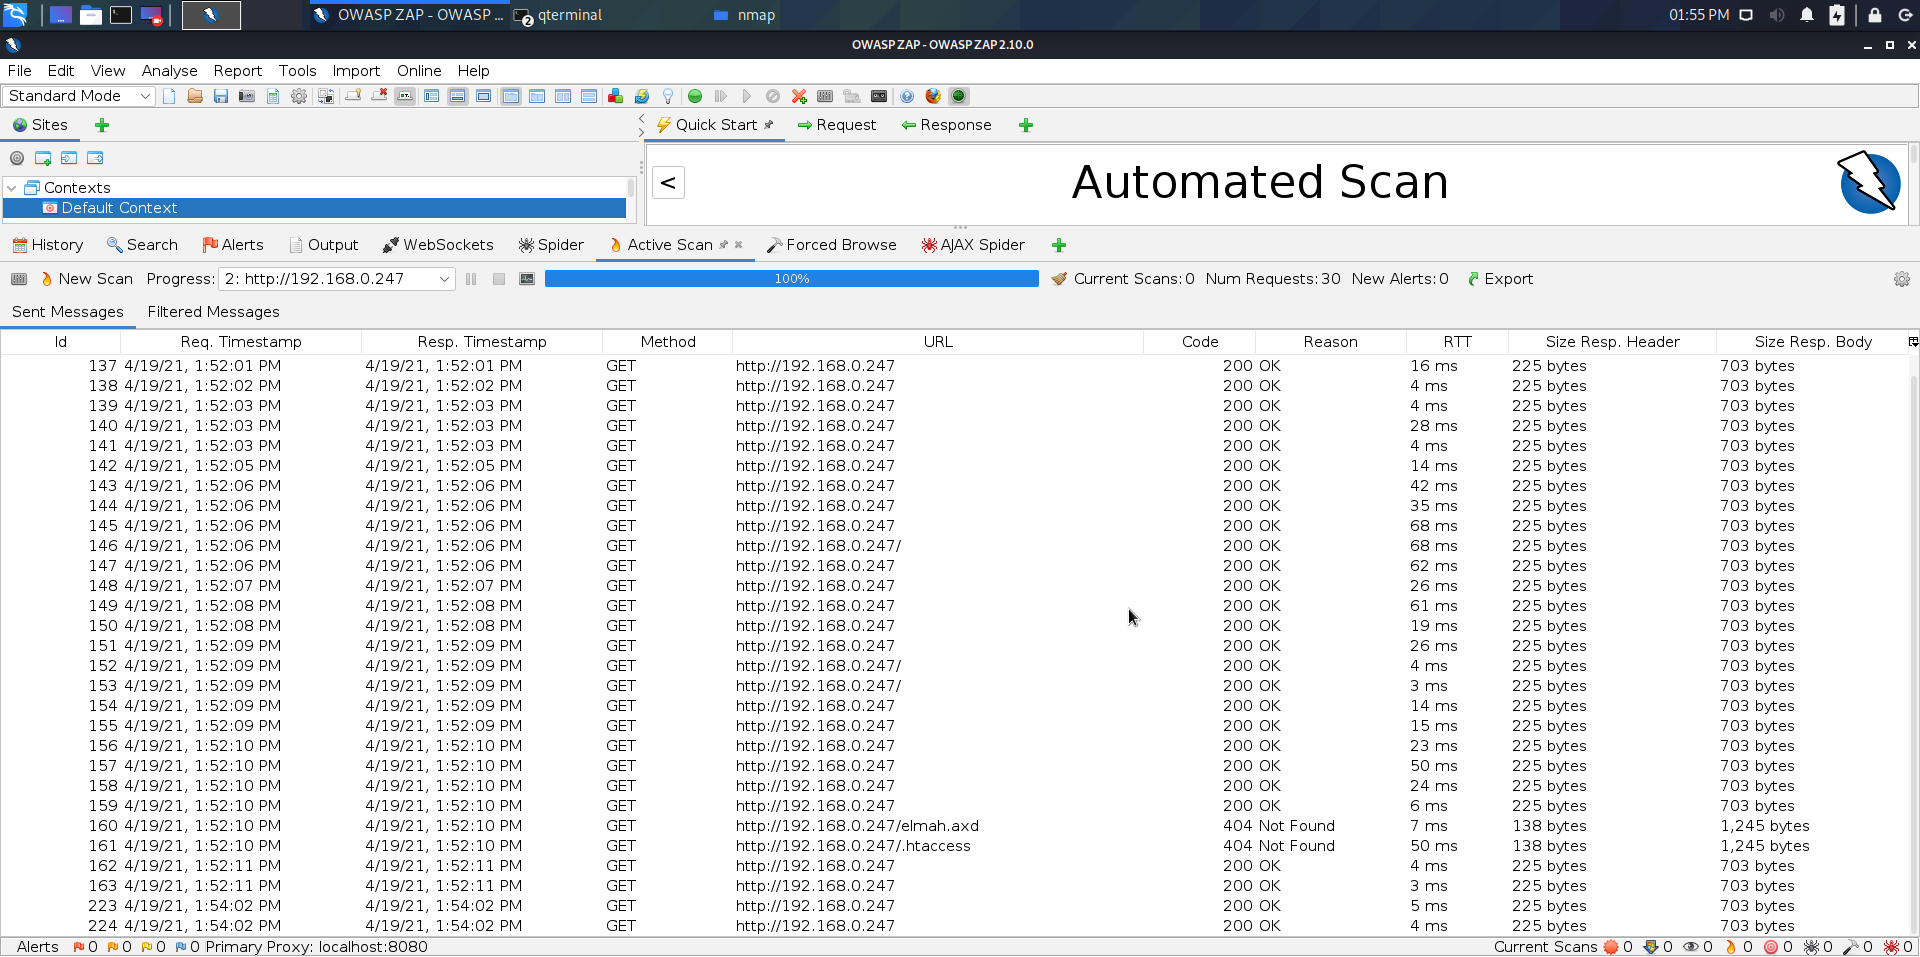 OWASP ZAP - OWASP ... 2 qterminal nmap 01:55 PM
OWASP ZAP - OWASP ZAP 2.10.0
File Edit View Analyse Report Tools Import Online Help
Standard Mode
Sites Quick Start Request Response
Contexts
Default Context
< Automated Scan
History Search Alerts Output WebSockets Spider Active Scan Forced Browse AJAX Spider
New Scan Progress: 2: http://192.168.0.247 100% Current Scans: 0 Num Requests: 30 New Alerts: 0 Export
Sent Messages Filtered Messages
Id Req. Timestamp Resp. Timestamp Method URL Code Reason RTT Size Resp. Header Size Resp. Body
137 4/19/21, 1:52:01 PM 4/19/21, 1:52:01 PM GET http://192.168.0.247 200 OK 16 ms 225 bytes 703 bytes
138 4/19/21, 1:52:02 PM 4/19/21, 1:52:02 PM GET http://192.168.0.247 200 OK 4 ms 225 bytes 703 bytes
139 4/19/21, 1:52:03 PM 4/19/21, 1:52:03 PM GET http://192.168.0.247 200 OK 4 ms 225 bytes 703 bytes
140 4/19/21, 1:52:03 PM 4/19/21, 1:52:03 PM GET http://192.168.0.247 200 OK 28 ms 225 bytes 703 bytes
141 4/19/21, 1:52:03 PM 4/19/21, 1:52:03 PM GET http://192.168.0.247 200 OK 4 ms 225 bytes 703 bytes
142 4/19/21, 1:52:05 PM 4/19/21, 1:52:05 PM GET http://192.168.0.247 200 OK 14 ms 225 bytes 703 bytes
143 4/19/21, 1:52:06 PM 4/19/21, 1:52:06 PM GET http://192.168.0.247 200 OK 42 ms 225 bytes 703 bytes
144 4/19/21, 1:52:06 PM 4/19/21, 1:52:06 PM GET http://192.168.0.247 200 OK 35 ms 225 bytes 703 bytes
145 4/19/21, 1:52:06 PM 4/19/21, 1:52:06 PM GET http://192.168.0.247 200 OK 68 ms 225 bytes 703 bytes
146 4/19/21, 1:52:06 PM 4/19/21, 1:52:06 PM GET http://192.168.0.247/ 200 OK 68 ms 225 bytes 703 bytes
147 4/19/21, 1:52:06 PM 4/19/21, 1:52:06 PM GET http://192.168.0.247 200 OK 62 ms 225 bytes 703 bytes
148 4/19/21, 1:52:07 PM 4/19/21, 1:52:07 PM GET http://192.168.0.247 200 OK 26 ms 225 bytes 703 bytes
149 4/19/21, 1:52:08 PM 4/19/21, 1:52:08 PM GET http://192.168.0.247 200 OK 61 ms 225 bytes 703 bytes
150 4/19/21, 1:52:08 PM 4/19/21, 1:52:08 PM GET http://192.168.0.247 200 OK 19 ms 225 bytes 703 bytes
151 4/19/21, 1:52:09 PM 4/19/21, 1:52:09 PM GET http://192.168.0.247 200 OK 26 ms 225 bytes 703 bytes
152 4/19/21, 1:52:09 PM 4/19/21, 1:52:09 PM GET http://192.168.0.247/ 200 OK 4 ms 225 bytes 703 bytes
153 4/19/21, 1:52:09 PM 4/19/21, 1:52:09 PM GET http://192.168.0.247/ 200 OK 3 ms 225 bytes 703 bytes
154 4/19/21, 1:52:09 PM 4/19/21, 1:52:09 PM GET http://192.168.0.247 200 OK 14 ms 225 bytes 703 bytes
155 4/19/21, 1:52:09 PM 4/19/21, 1:52:09 PM GET http://192.168.0.247 200 OK 15 ms 225 bytes 703 bytes
156 4/19/21, 1:52:10 PM 4/19/21, 1:52:10 PM GET http://192.168.0.247 200 OK 23 ms 225 bytes 703 bytes
157 4/19/21, 1:52:10 PM 4/19/21, 1:52:10 PM GET http://192.168.0.247 200 OK 50 ms 225 bytes 703 bytes
158 4/19/21, 1:52:10 PM 4/19/21, 1:52:10 PM GET http://192.168.0.247 200 OK 24 ms 225 bytes 703 bytes
159 4/19/21, 1:52:10 PM 4/19/21, 1:52:10 PM GET http://192.168.0.247 200 OK 6 ms 225 bytes 703 bytes
160 4/19/21, 1:52:10 PM 4/19/21, 1:52:10 PM GET http://192.168.0.247/elmah.axd 404 Not Found 7 ms 138 bytes 1,245 bytes
161 4/19/21, 1:52:10 PM 4/19/21, 1:52:10 PM GET http://192.168.0.247/.htaccess 404 Not Found 50 ms 138 bytes 1,245 bytes
162 4/19/21, 1:52:11 PM 4/19/21, 1:52:11 PM GET http://192.168.0.247 200 OK 4 ms 225 bytes 703 bytes
163 4/19/21, 1:52:11 PM 4/19/21, 1:52:11 PM GET http://192.168.0.247 200 OK 3 ms 225 bytes 703 bytes
223 4/19/21, 1:54:02 PM 4/19/21, 1:54:02 PM GET http://192.168.0.247 200 OK 5 ms 225 bytes 703 bytes
224 4/19/21, 1:54:02 PM 4/19/21, 1:54:02 PM GET http://192.168.0.247 200 OK 4 ms 225 bytes 703 bytes
Alerts 0 0 0 0 Primary Proxy: localhost:8080 Current Scans 0 0 0 0 0 0 0 0